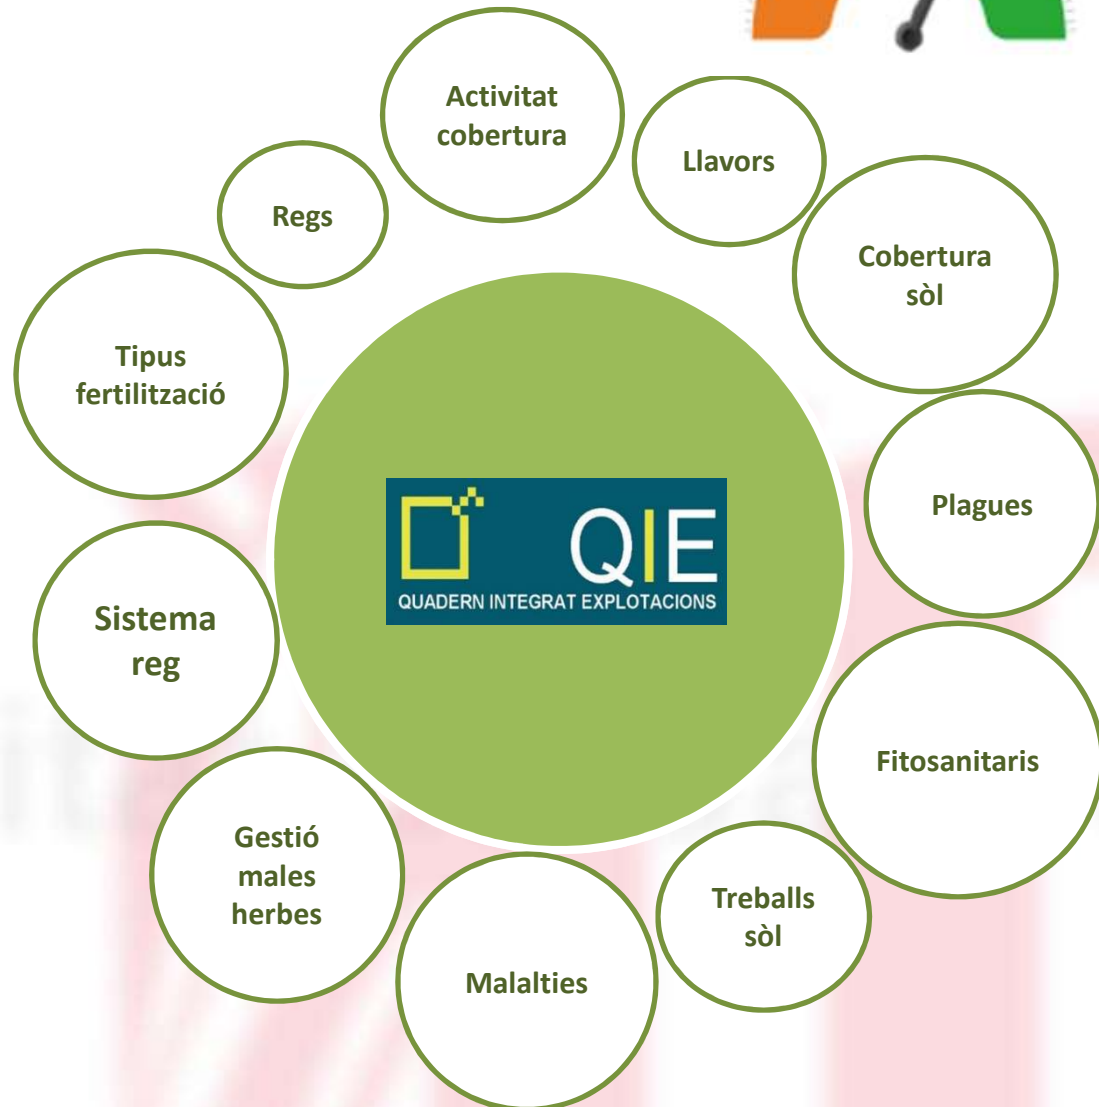 Activitat
cobertura
Llavors
Regs
Cobertura
sòl
Tipus
fertilització
Plagues
QIE
QUADERN INTEGRAT EXPLOTACIONS
Sistema
reg
Fitosanitaris
Gestió
males
herbes
Treballs
sòl
Malalties